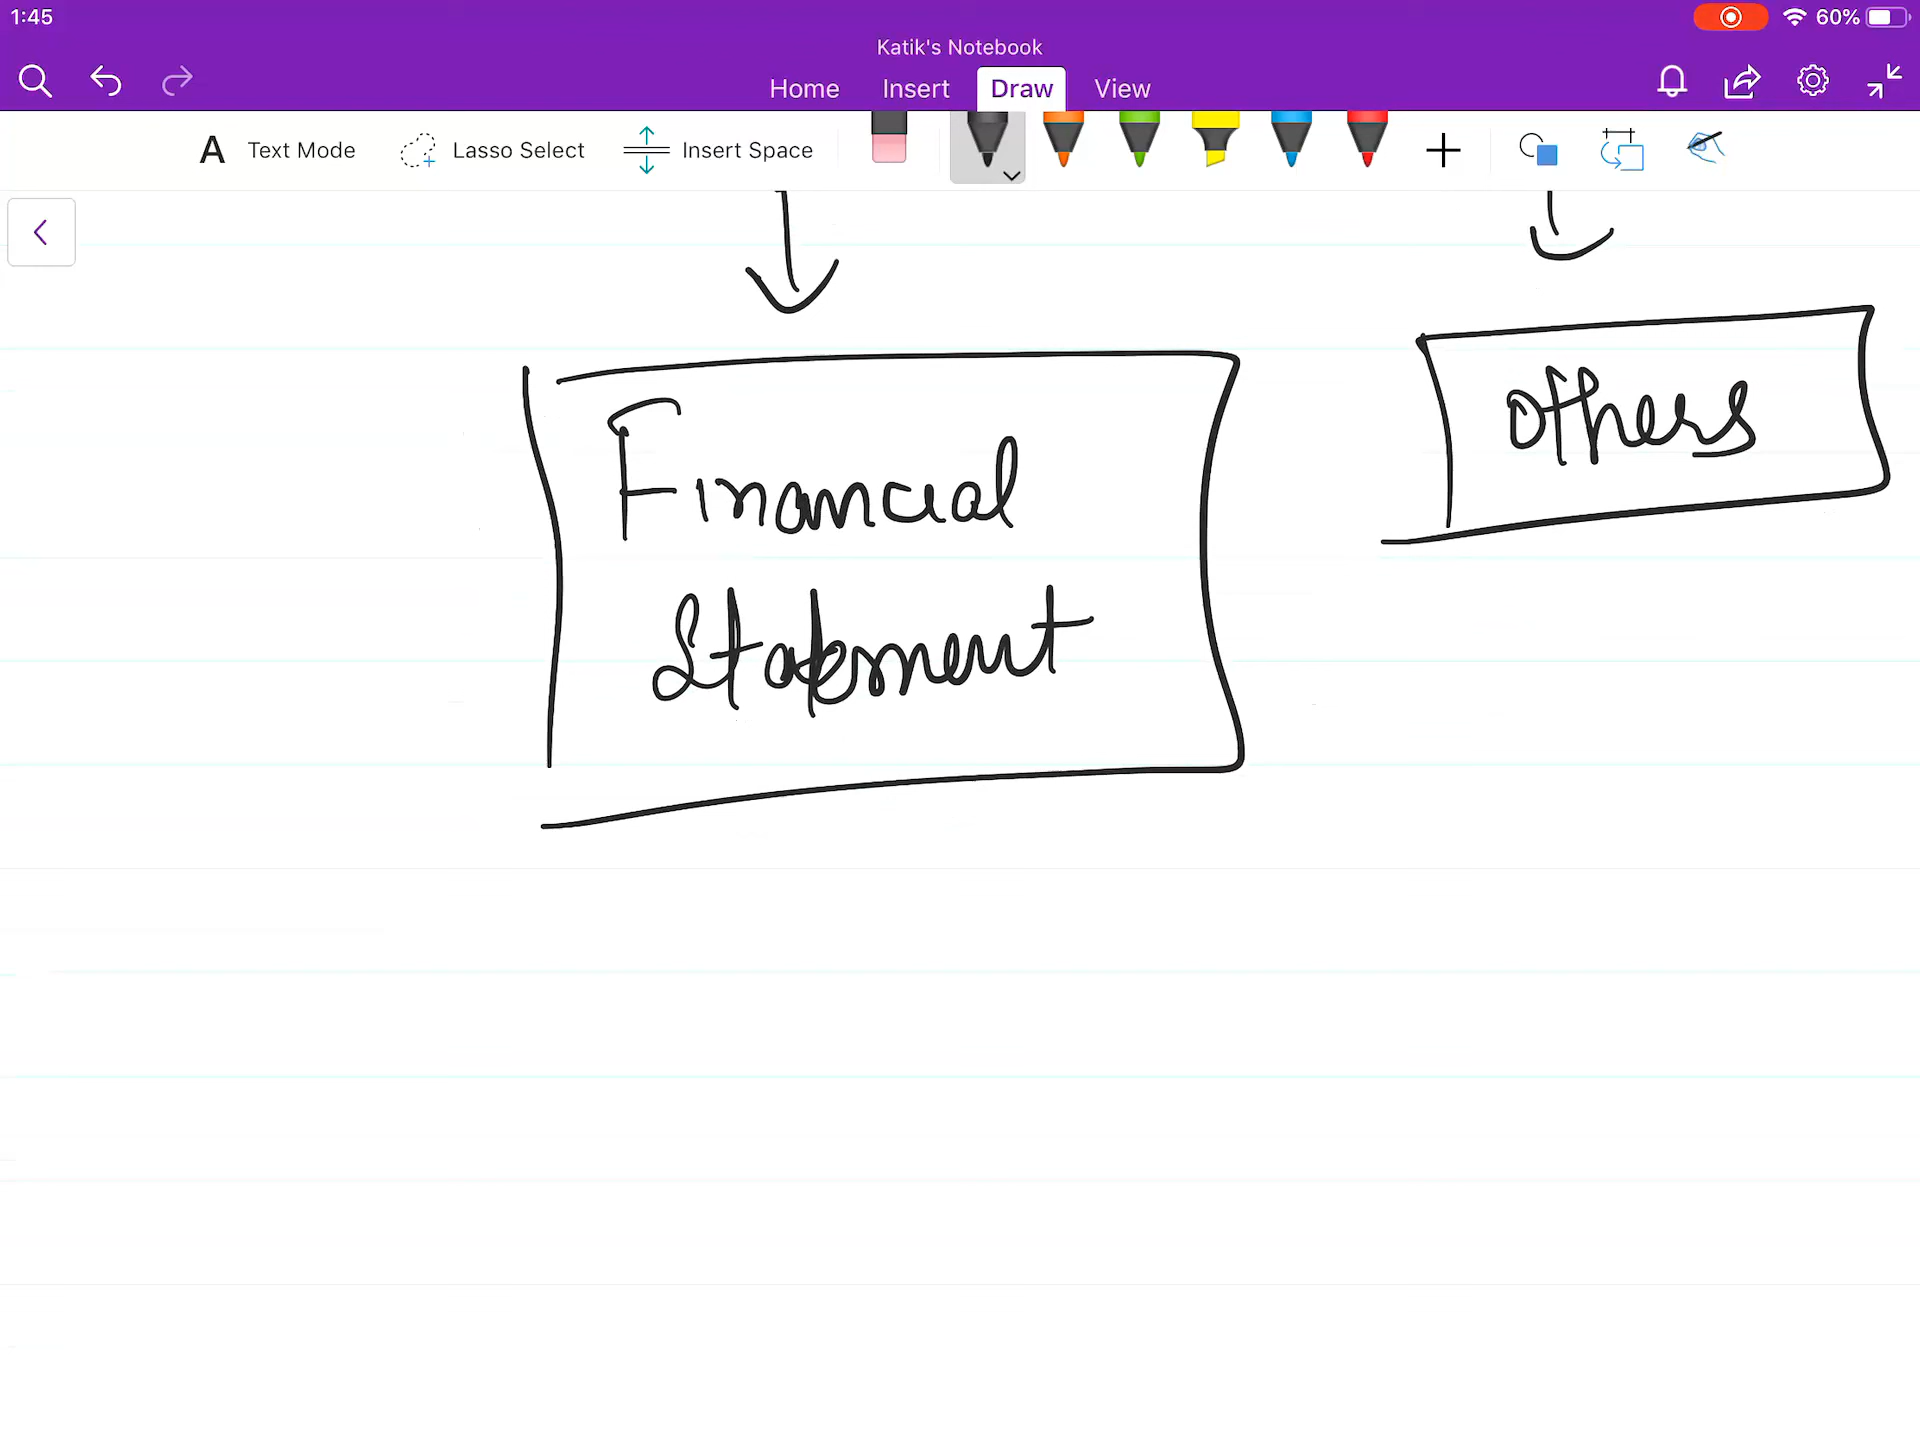 1:45
60%
Katik's Notebook
Home Insert Draw View
A Text Mode Lasso Select Insert Space
Financial
Statement
others